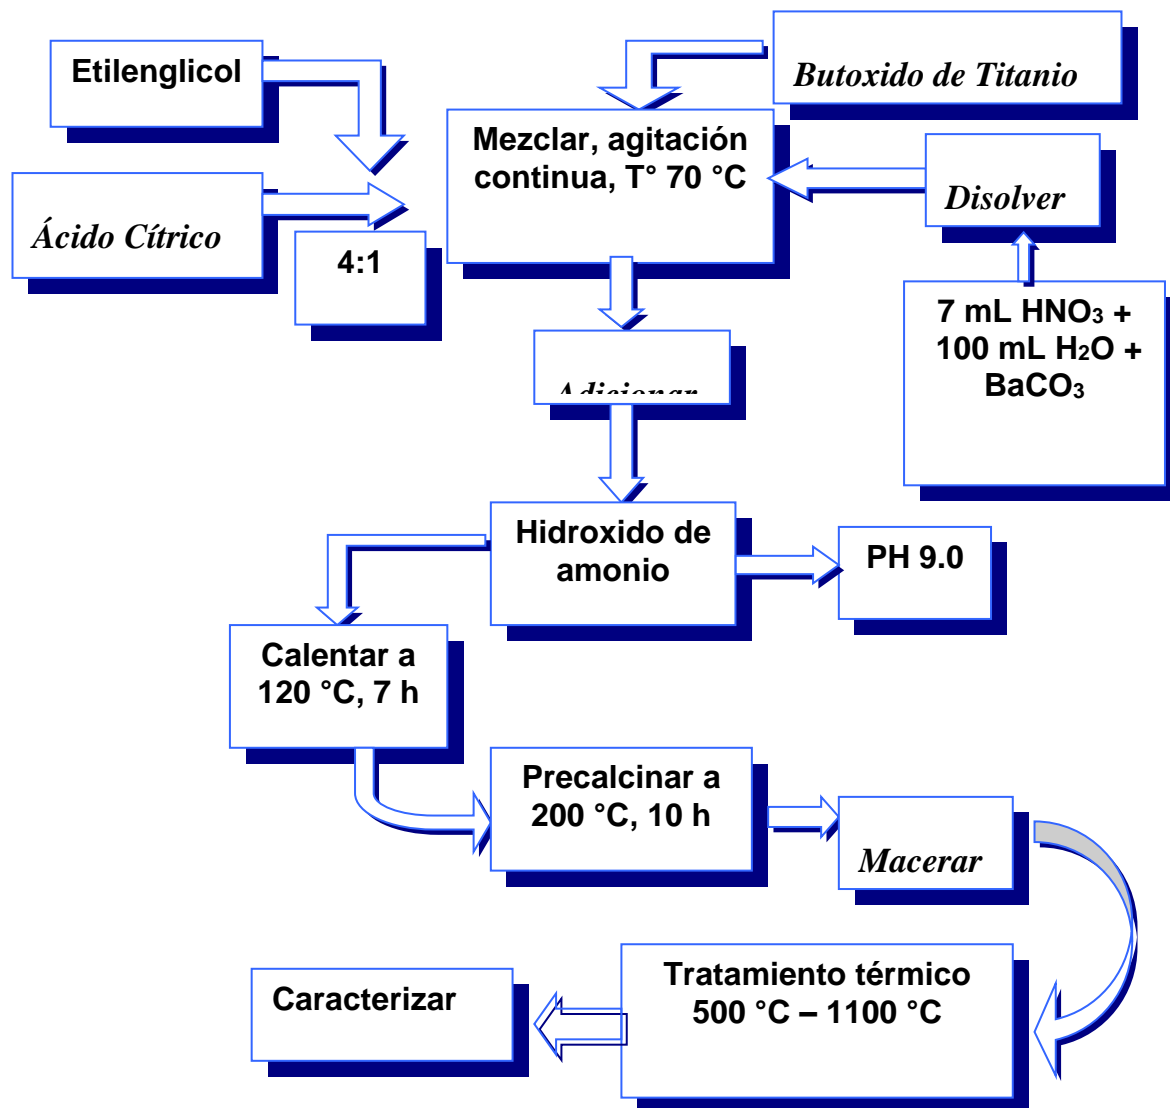 Etilenglicol
Butoxido de Titanio
Mezclar, agitación
continua, T° 70 °C
Ácido Cítrico
Disolver
4:1
7 mL HNO₃ +
100 mL H₂O +
BaCO₃
Adicionar
Hidroxido de
amonio
PH 9.0
Calentar a
120 °C, 7 h
Precalcinar a
200 °C, 10 h
Macerar
Tratamiento térmico
500 °C – 1100 °C
Caracterizar